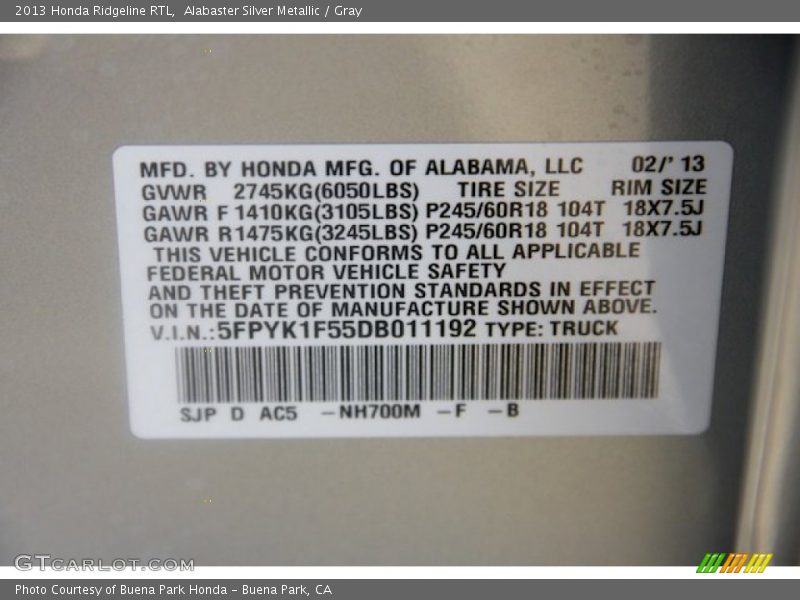 2013 Honda Ridgeline RTL,  Alabaster Silver Metallic / Gray
MFD. BY HONDA MFG. OF ALABAMA, LLC 02/' 13
GVWR 2745KG(6050LBS) TIRE SIZE RIM SIZE
GAWR F 1410KG(3105LBS) P245/60R18 104T 18X7.5J
GAWR R 1475KG(3245LBS) P245/60R18 104T 18X7.5J
THIS VEHICLE CONFORMS TO ALL APPLICABLE
FEDERAL MOTOR VEHICLE SAFETY
AND THEFT PREVENTION STANDARDS IN EFFECT
ON THE DATE OF MANUFACTURE SHOWN ABOVE.
V.I.N.:5FPYK1F55DB011192 TYPE: TRUCK
SJP D AC5 -NH700M -F -B
GTCARLOT.COM
Photo Courtesy of Buena Park Honda - Buena Park, CA